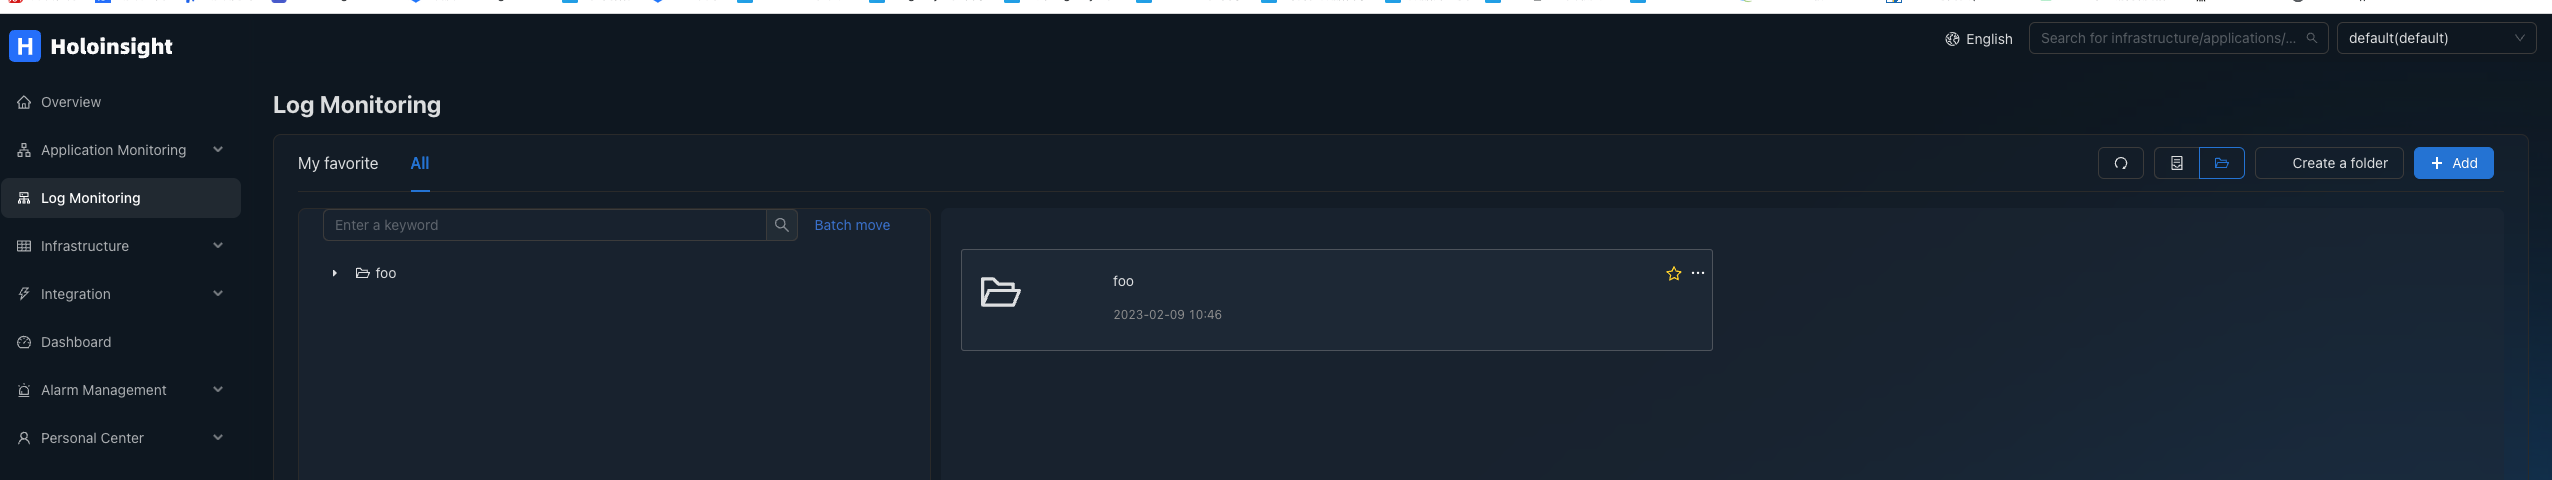 Holoinsight
English
Search for infrastructure/applications/...
default(default)
Overview
Application Monitoring
Log Monitoring
Infrastructure
Integration
Dashboard
Alarm Management
Personal Center
Log Monitoring
My favorite
All
Create a folder
Add
Enter a keyword
Batch move
foo
foo
2023-02-09 10:46